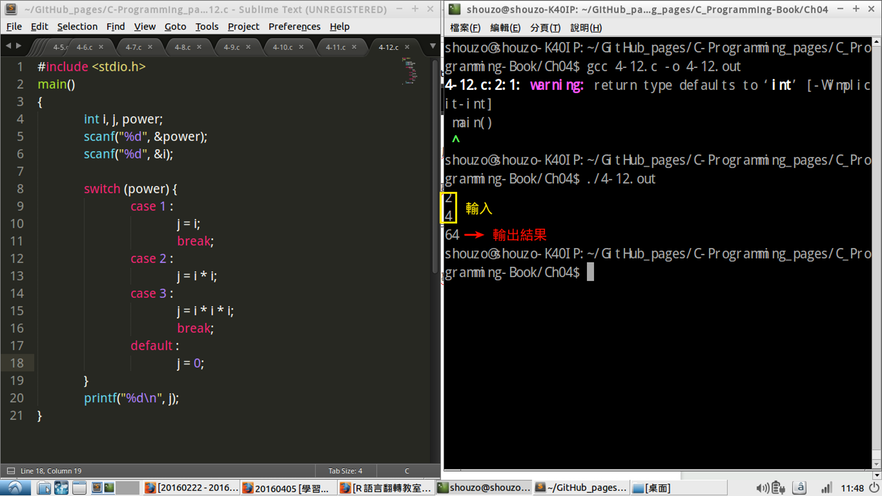 ~/GitHub_pages/C-Programming_pa...12.c - Sublime Text (UNREGISTERED)
File Edit Selection Find View Goto Tools Project Preferences Help
4-5.c 4-6.c 4-7.c 4-8.c 4-9.c 4-10.c 4-11.c 4-12.c
1 #include <stdio.h>
2 main()
3 {
4 int i, j, power;
5 scanf("%d", &power);
6 scanf("%d", &i);
7
8 switch (power) {
9 case 1 :
10 j = i;
11 break;
12 case 2 :
13 j = i * i;
14 case 3 :
15 j = i * i * i;
16 break;
17 default :
18 j = 0;
19 }
20 printf("%d\n", j);
21 }
Line 18, Column 19 Tab Size: 4 C
shouzo@shouzo-K40IP: ~/GitHub_pa...g_pages/C_Programming-Book/Ch04
檔案(F) 編輯(E) 分頁(T) 說明(H)
shouzo@shouzo-K40IP:~/GitHub_pages/C-Programming_pages/C_Pro
gramming-Book/Ch04$ gcc 4-12.c -o 4-12.out
4-12.c:2:1: warning: return type defaults to ‘int’ [-Wimplic
it-int]
main()
^
shouzo@shouzo-K40IP:~/GitHub_pages/C-Programming_pages/C_Pro
gramming-Book/Ch04$ ./4-12.out
2
4 輸入
64 輸出結果
shouzo@shouzo-K40IP:~/GitHub_pages/C-Programming_pages/C_Pro
gramming-Book/Ch04$
[20160222 - 2016... 20160405 [學習... [R 語言翻轉教室... shouzo@shouzo... ~/GitHub_pages... [桌面] 11:48